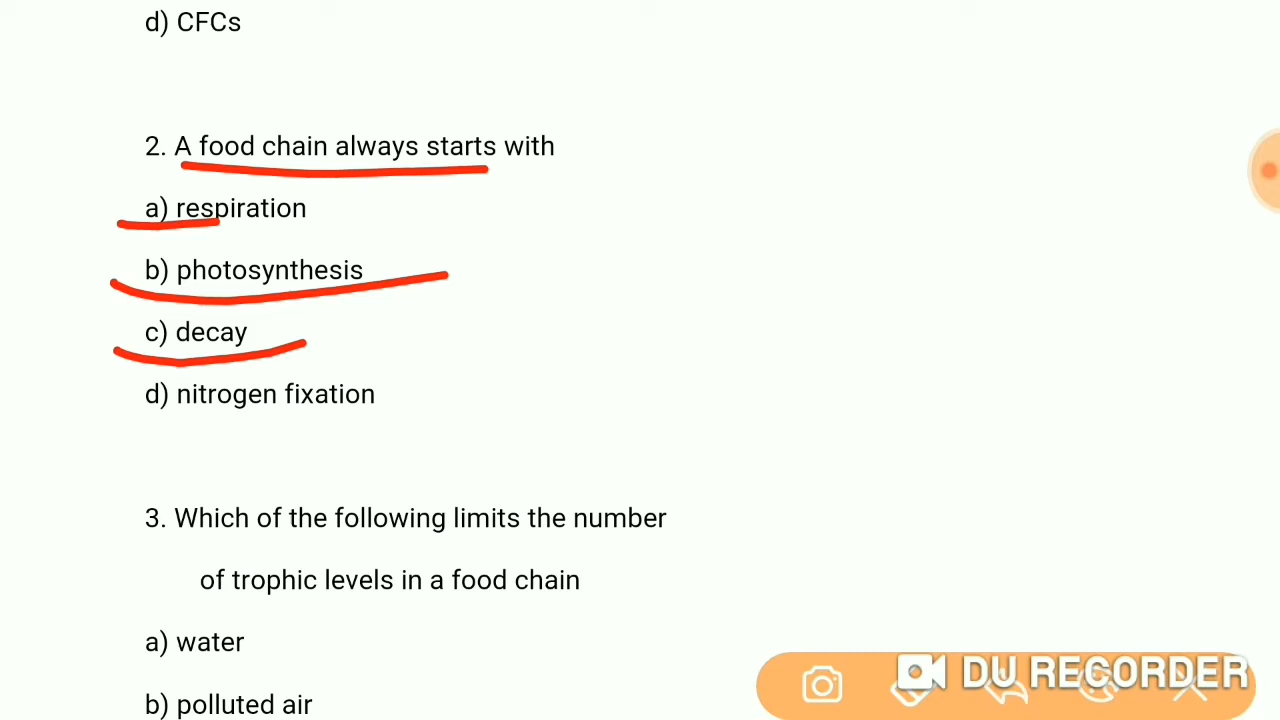 d) CFCs
2. A food chain always starts with
a) respiration
b) photosynthesis
c) decay
d) nitrogen fixation
3. Which of the following limits the number
of trophic levels in a food chain
a) water
b) polluted air
DU RECORDER